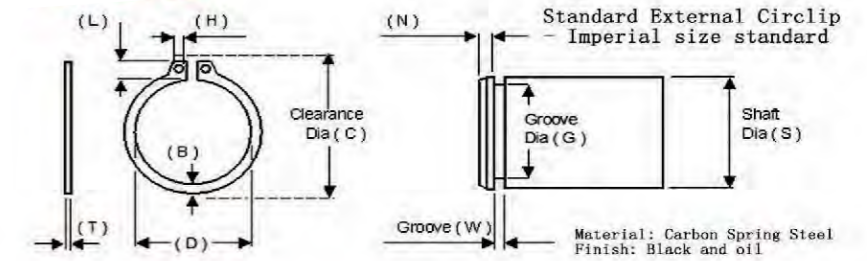 (L)
(H)
(N)
Standard External Circlip
- Imperial size standard
Clearance
Dia ( C )
Groove
Dia ( G )
Shaft
Dia ( S )
( B )
( T )
( D )
Groove ( W )
Material: Carbon Spring Steel
Finish: Black and oil